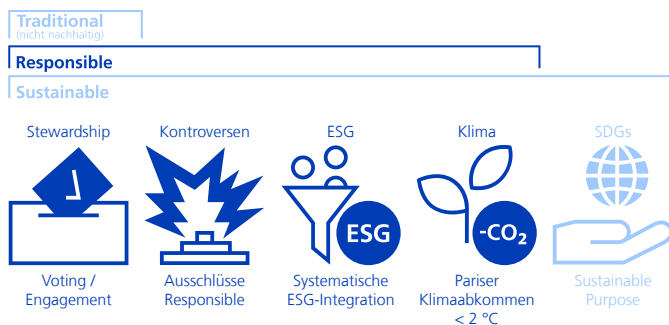 Traditional
(nicht nachhaltig)
Responsible
Sustainable
Stewardship
Kontroversen
ESG
Klima
SDGs
ESG
-CO₂
Voting /
Engagement
Ausschlüsse
Responsible
Systematische
ESG-Integration
Pariser
Klimaabkommen
< 2 °C
Sustainable
Purpose